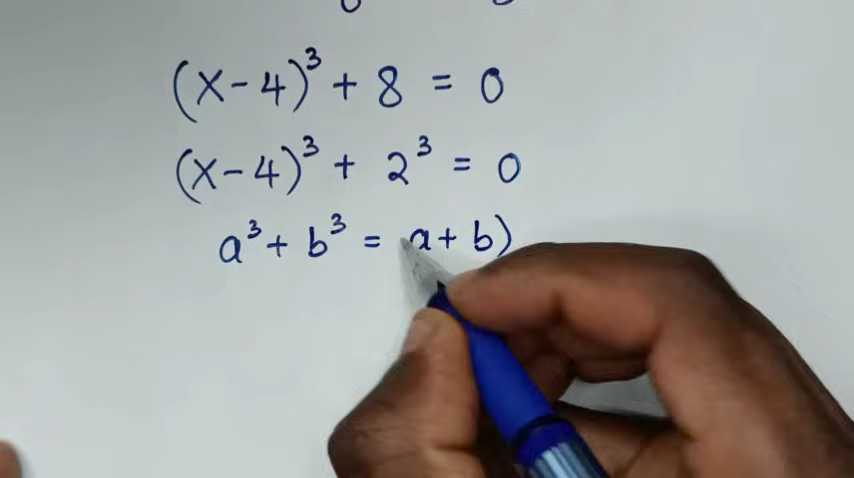 (x-4)³ + 8 = 0
(x-4)³ + 2³ = 0
a³ + b³ = a + b)